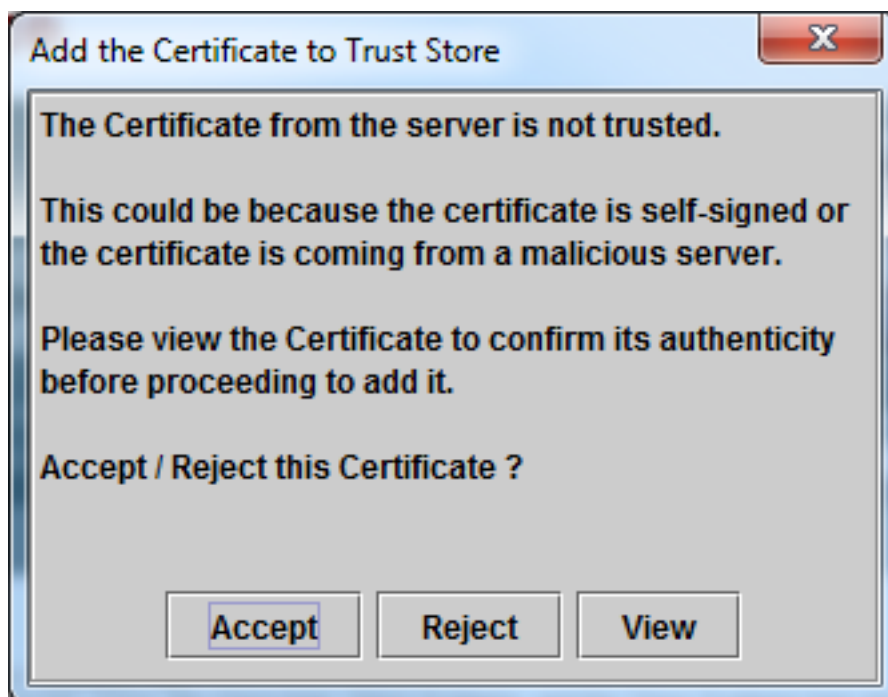 Add the Certificate to Trust Store
The Certificate from the server is not trusted.
This could be because the certificate is self-signed or
the certificate is coming from a malicious server.
Please view the Certificate to confirm its authenticity
before proceeding to add it.
Accept / Reject this Certificate ?
Accept Reject View